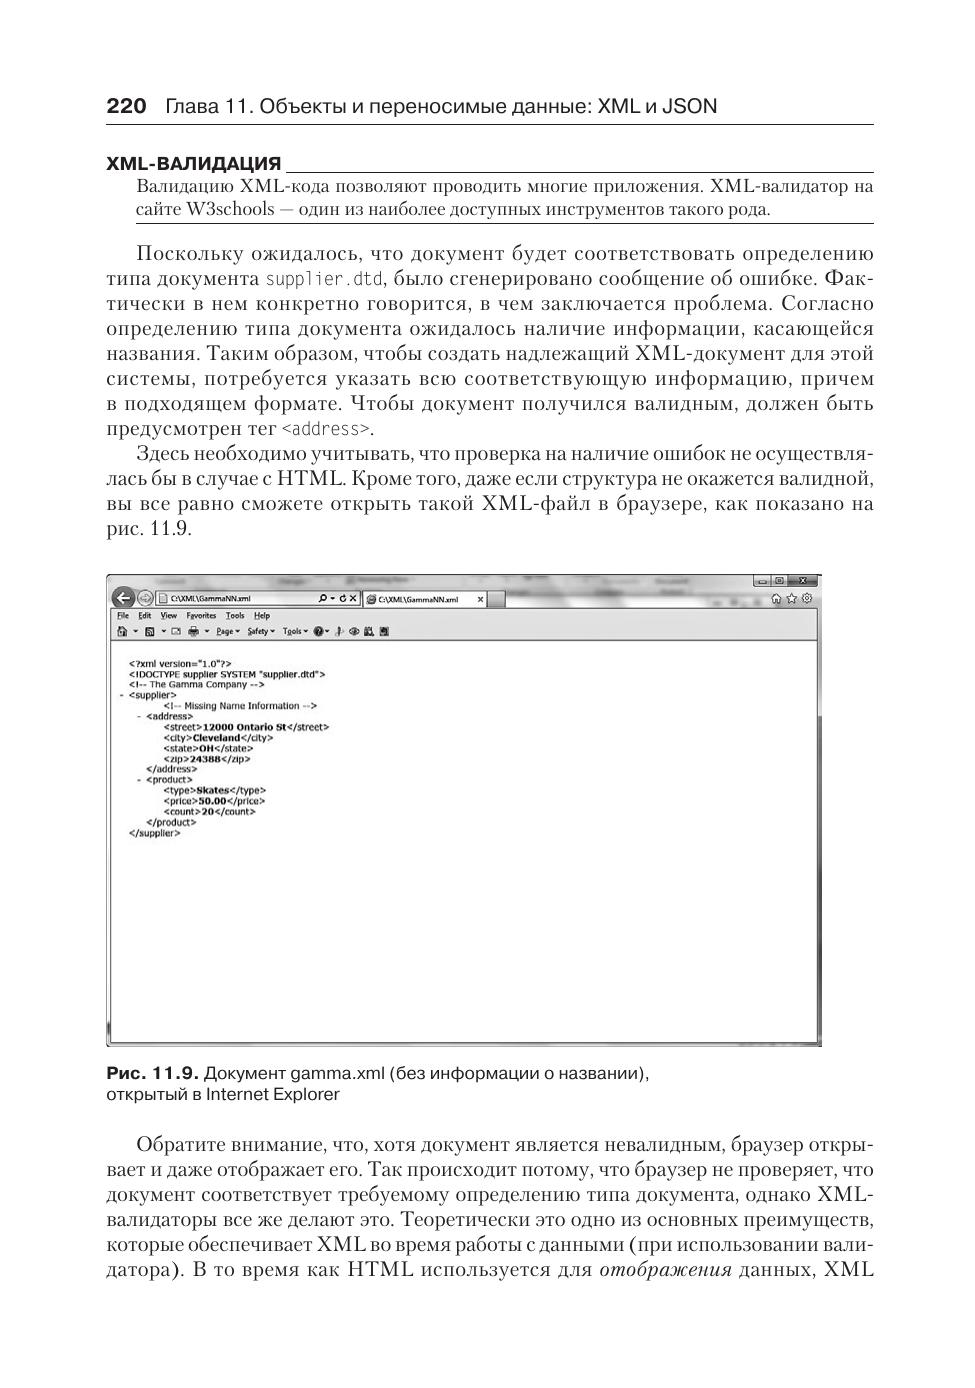 220 Глава 11. Объекты и переносимые данные: XML и JSON
XML-ВАЛИДАЦИЯ
Валидацию XML-кода позволяют проводить многие приложения. XML-валидатор на
сайте W3schools — один из наиболее доступных инструментов такого рода.
Поскольку ожидалось, что документ будет соответствовать определению
типа документа supplier.dtd, было сгенерировано сообщение об ошибке. Фак-
тически в нем конкретно говорится, в чем заключается проблема. Согласно
определению типа документа ожидалось наличие информации, касающейся
названия. Таким образом, чтобы создать надлежащий XML-документ для этой
системы, потребуется указать всю соответствующую информацию, причем
в подходящем формате. Чтобы документ получился валидным, должен быть
предусмотрен тег <address>.
Здесь необходимо учитывать, что проверка на наличие ошибок не осуществля-
лась бы в случае с HTML. Кроме того, даже если структура не окажется валидной,
вы все равно сможете открыть такой XML-файл в браузере, как показано на
рис. 11.9.
C:\XML\GammaNN.xml C:\XML\GammaNN.xml x
File Edit View Favorites Tools Help
Page Safety Tools
<?xml version="1.0"?>
<!DOCTYPE supplier SYSTEM "supplier.dtd">
<!-- The Gamma Company -->
- <supplier>
<!-- Missing Name Information -->
- <address>
<street>12000 Ontario St</street>
<city>Cleveland</city>
<state>OH</state>
<zip>24388</zip>
</address>
- <product>
<type>Skates</type>
<price>50.00</price>
<count>20</count>
</product>
</supplier>
Рис. 11.9. Документ gamma.xml (без информации о названии),
открытый в Internet Explorer
Обратите внимание, что, хотя документ является невалидным, браузер откры-
вает и даже отображает его. Так происходит потому, что браузер не проверяет, что
документ соответствует требуемому определению типа документа, однако XML-
валидаторы все же делают это. Теоретически это одно из основных преимуществ,
которые обеспечивает XML во время работы с данными (при использовании вали-
датора). В то время как HTML используется для отображения данных, XML